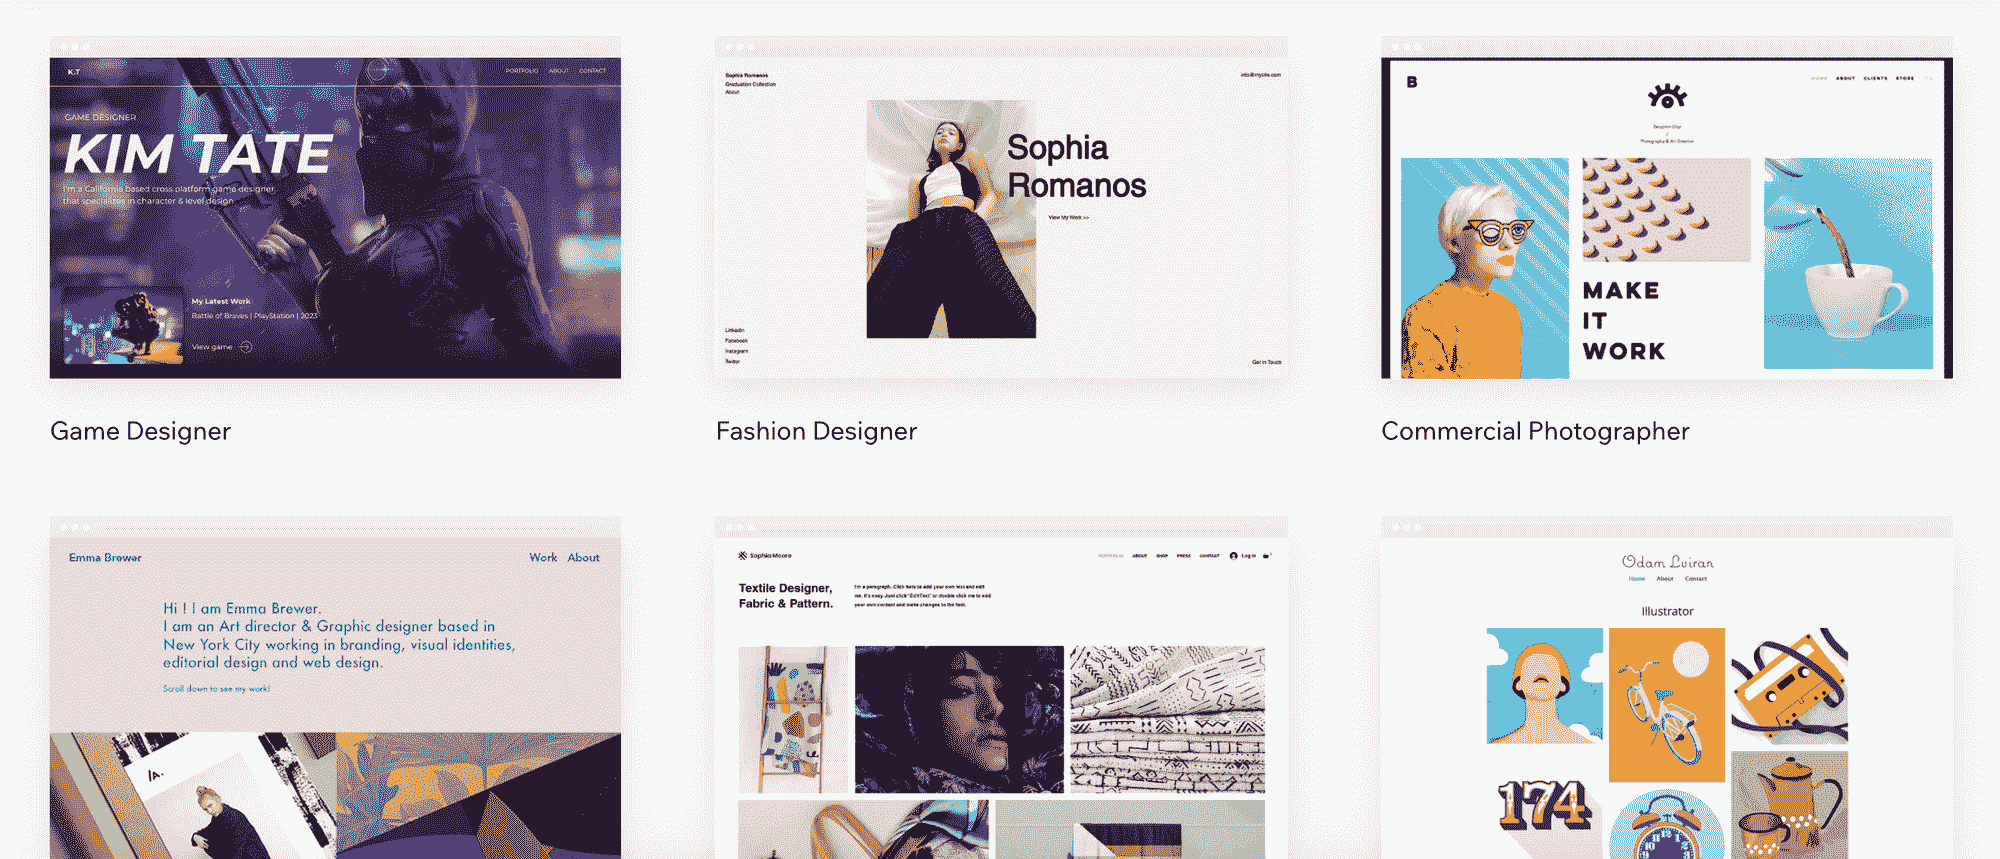 K.T
PORTFOLIO ABOUT CONTACT
GAME DESIGNER
KIM TATE
I'm a California based cross platform game designer
that specializes in character & level design
My Latest Work
Battle of Braves | PlayStation | 2023
View game
Game Designer
Sophia Romanos
Graduation Collection
About
info@mysite.com
Sophia
Romanos
View My Work >>
LinkedIn
Facebook
Instagram
Twitter
Get in Touch
Fashion Designer
B
HOME ABOUT CLIENTS STORE
/
Photography & Art Director
MAKE
IT
WORK
Commercial Photographer
Emma Brewer
Work About
Hi ! I am Emma Brewer.
I am an Art director & Graphic designer based in
New York City working in branding, visual identities,
editorial design and web design.
Scroll down to see my work!
/A.
Sophia Moore
PORTFOLIO ABOUT SHOP PRESS CONTACT Log In
Textile Designer,
Fabric & Pattern.
I'm a paragraph. Click here to add your own text and edit
me. It's easy. Just click "Edit Text" or double click me to add
your own content and make changes to the font.
Odam Lviran
Home About Contact
Illustrator
174